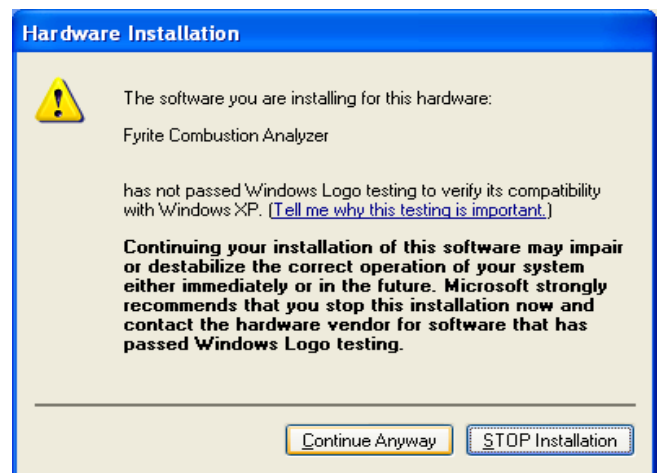 Hardware Installation
The software you are installing for this hardware:
Fyrite Combustion Analyzer
has not passed Windows Logo testing to verify its compatibility
with Windows XP. (Tell me why this testing is important.)
Continuing your installation of this software may impair
or destabilize the correct operation of your system
either immediately or in the future. Microsoft strongly
recommends that you stop this installation now and
contact the hardware vendor for software that has
passed Windows Logo testing.
Continue Anyway
STOP Installation